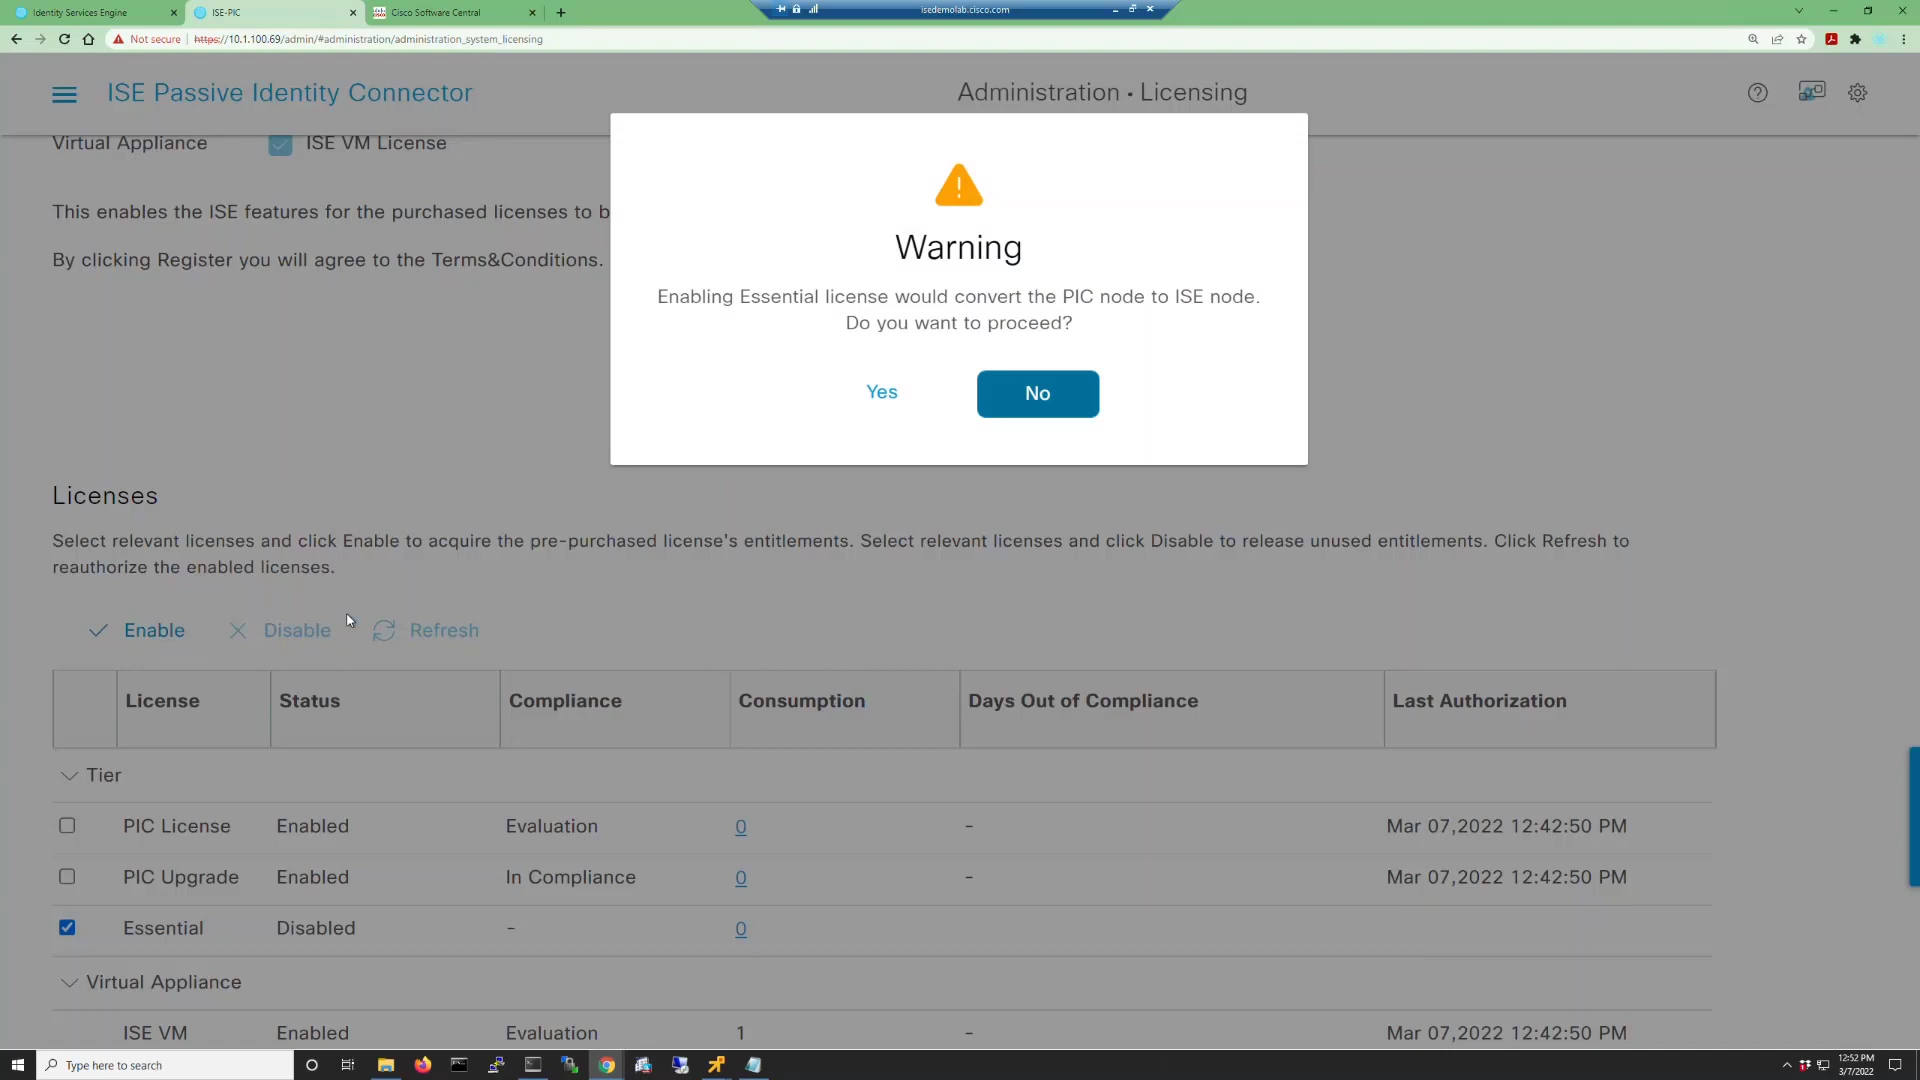 Identity Services Engine
ISE-PIC
Cisco Software Central
isedemolab.cisco.com
Not secure
https://10.1.100.69/admin/#administration/administration_system_licensing
ISE Passive Identity Connector
Administration • Licensing
Virtual Appliance
ISE VM License
This enables the ISE features for the purchased licenses to b
By clicking Register you will agree to the Terms&Conditions.
Warning
Enabling Essential license would convert the PIC node to ISE node.
Do you want to proceed?
Yes
No
Licenses
Select relevant licenses and click Enable to acquire the pre-purchased license's entitlements. Select relevant licenses and click Disable to release unused entitlements. Click Refresh to
reauthorize the enabled licenses.
Enable
Disable
Refresh
License Status Compliance Consumption Days Out of Compliance Last Authorization
Tier
PIC License Enabled Evaluation 0 - Mar 07,2022 12:42:50 PM
PIC Upgrade Enabled In Compliance 0 - Mar 07,2022 12:42:50 PM
Essential Disabled - 0
Virtual Appliance
ISE VM Enabled Evaluation 1 - Mar 07,2022 12:42:50 PM
Type here to search
12:52 PM
3/7/2022